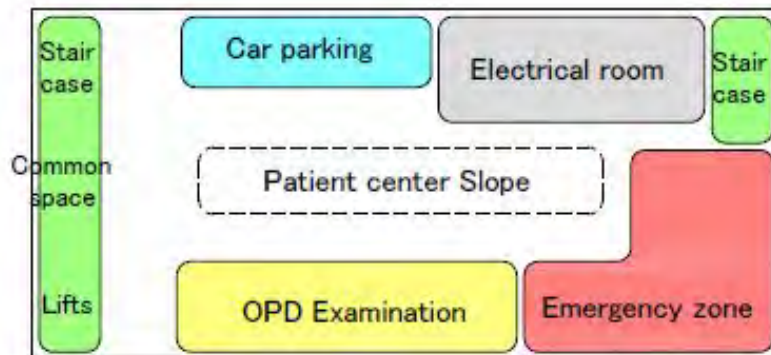 Stair
case
Car parking
Electrical room
Stair
case
Common
space
Patient center Slope
Lifts
OPD Examination
Emergency zone